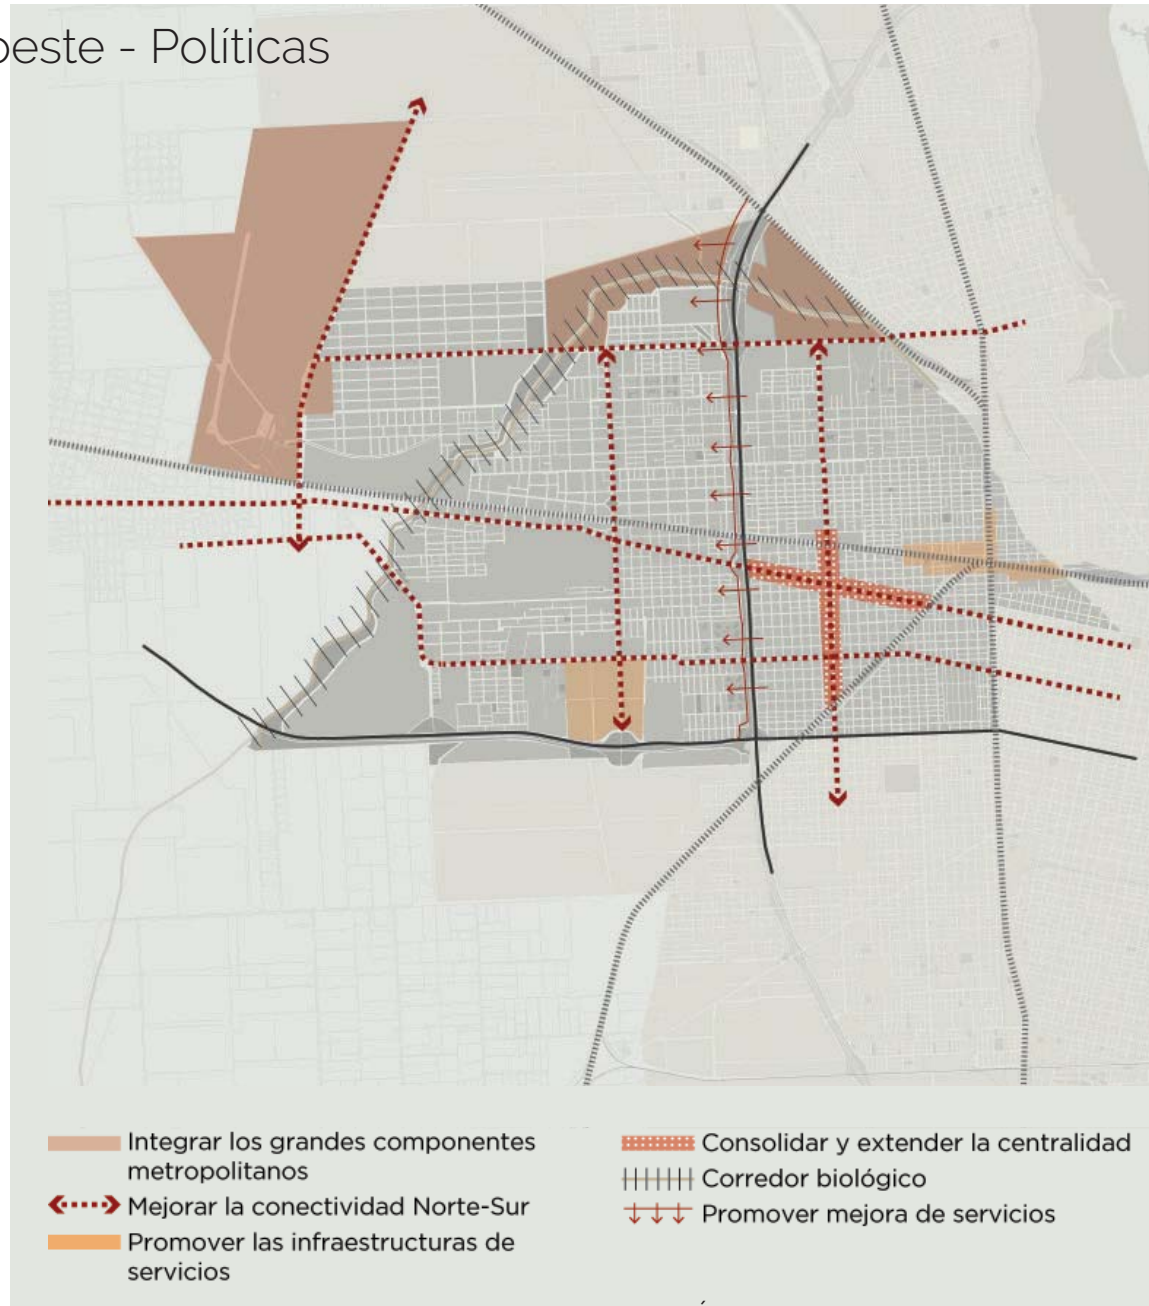 oeste - Políticas
Integrar los grandes componentes
metropolitanos
Mejorar la conectividad Norte-Sur
Promover las infraestructuras de
servicios
Consolidar y extender la centralidad
Corredor biológico
Promover mejora de servicios